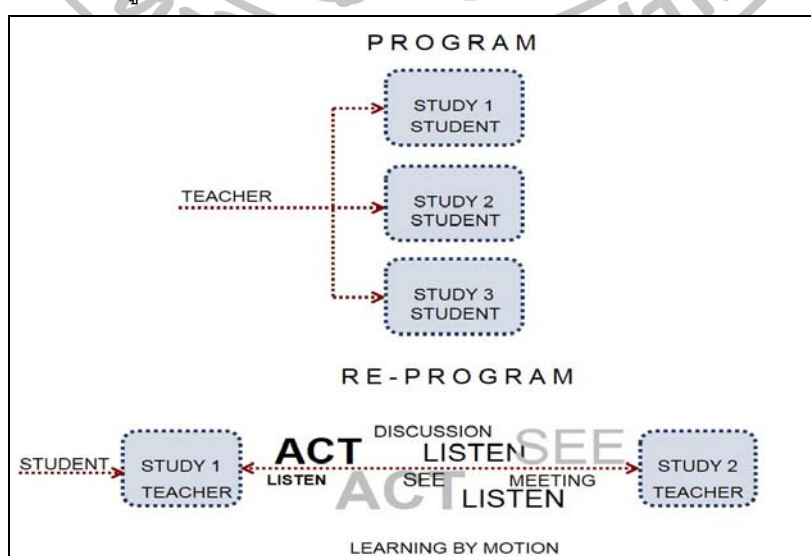 PROGRAM
STUDY 1
STUDENT
TEACHER
STUDY 2
STUDENT
STUDY 3
STUDENT
RE-PROGRAM
STUDENT
STUDY 1
TEACHER
ACT
DISCUSSION
LISTEN
SEE
LISTEN
ACT
SEE
MEETING
LISTEN
STUDY 2
TEACHER
LEARNING BY MOTION